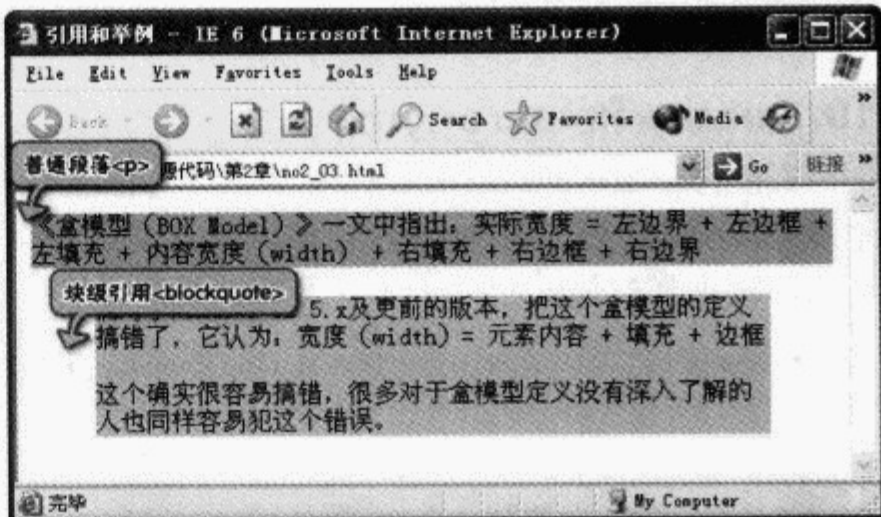 引用和举例 - IE 6 (Microsoft Internet Explorer)
File Edit View Favorites Tools Help
Back Search Favorites Media
普通段落<p>
源代码\第2章\no2_03.html Go 链接
《盒模型 (BOX Model) 》一文中指出: 实际宽度 = 左边界 + 左边框 +
左填充 + 内容宽度 (width) + 右填充 + 右边框 + 右边界
块级引用<blockquote>
5.x及更前的版本, 把这个盒模型的定义
搞错了, 它认为: 宽度 (width) = 元素内容 + 填充 + 边框
这个确实很容易搞错, 很多对于盒模型定义没有深入了解的
人也同样容易犯这个错误。
完毕 My Computer